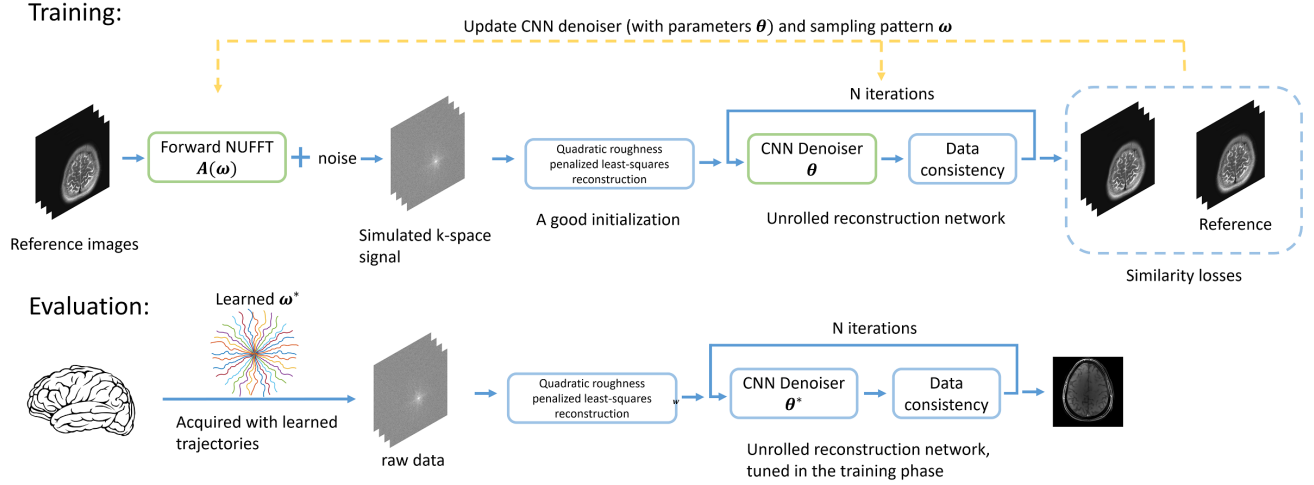 Training:
Update CNN denoiser (with parameters θ) and sampling pattern ω
N iterations
Forward NUFFT
A(ω)
+ noise
Quadratic roughness
penalized least-squares
reconstruction
CNN Denoiser
θ
Data
consistency
Reference images
Simulated k-space
signal
A good initialization
Unrolled reconstruction network
Reference
Similarity losses
Evaluation:
Learned ω*
N iterations
Acquired with learned
trajectories
raw data
Quadratic roughness
penalized least-squares
reconstruction
w
CNN Denoiser
θ*
Data
consistency
Unrolled reconstruction network,
tuned in the training phase